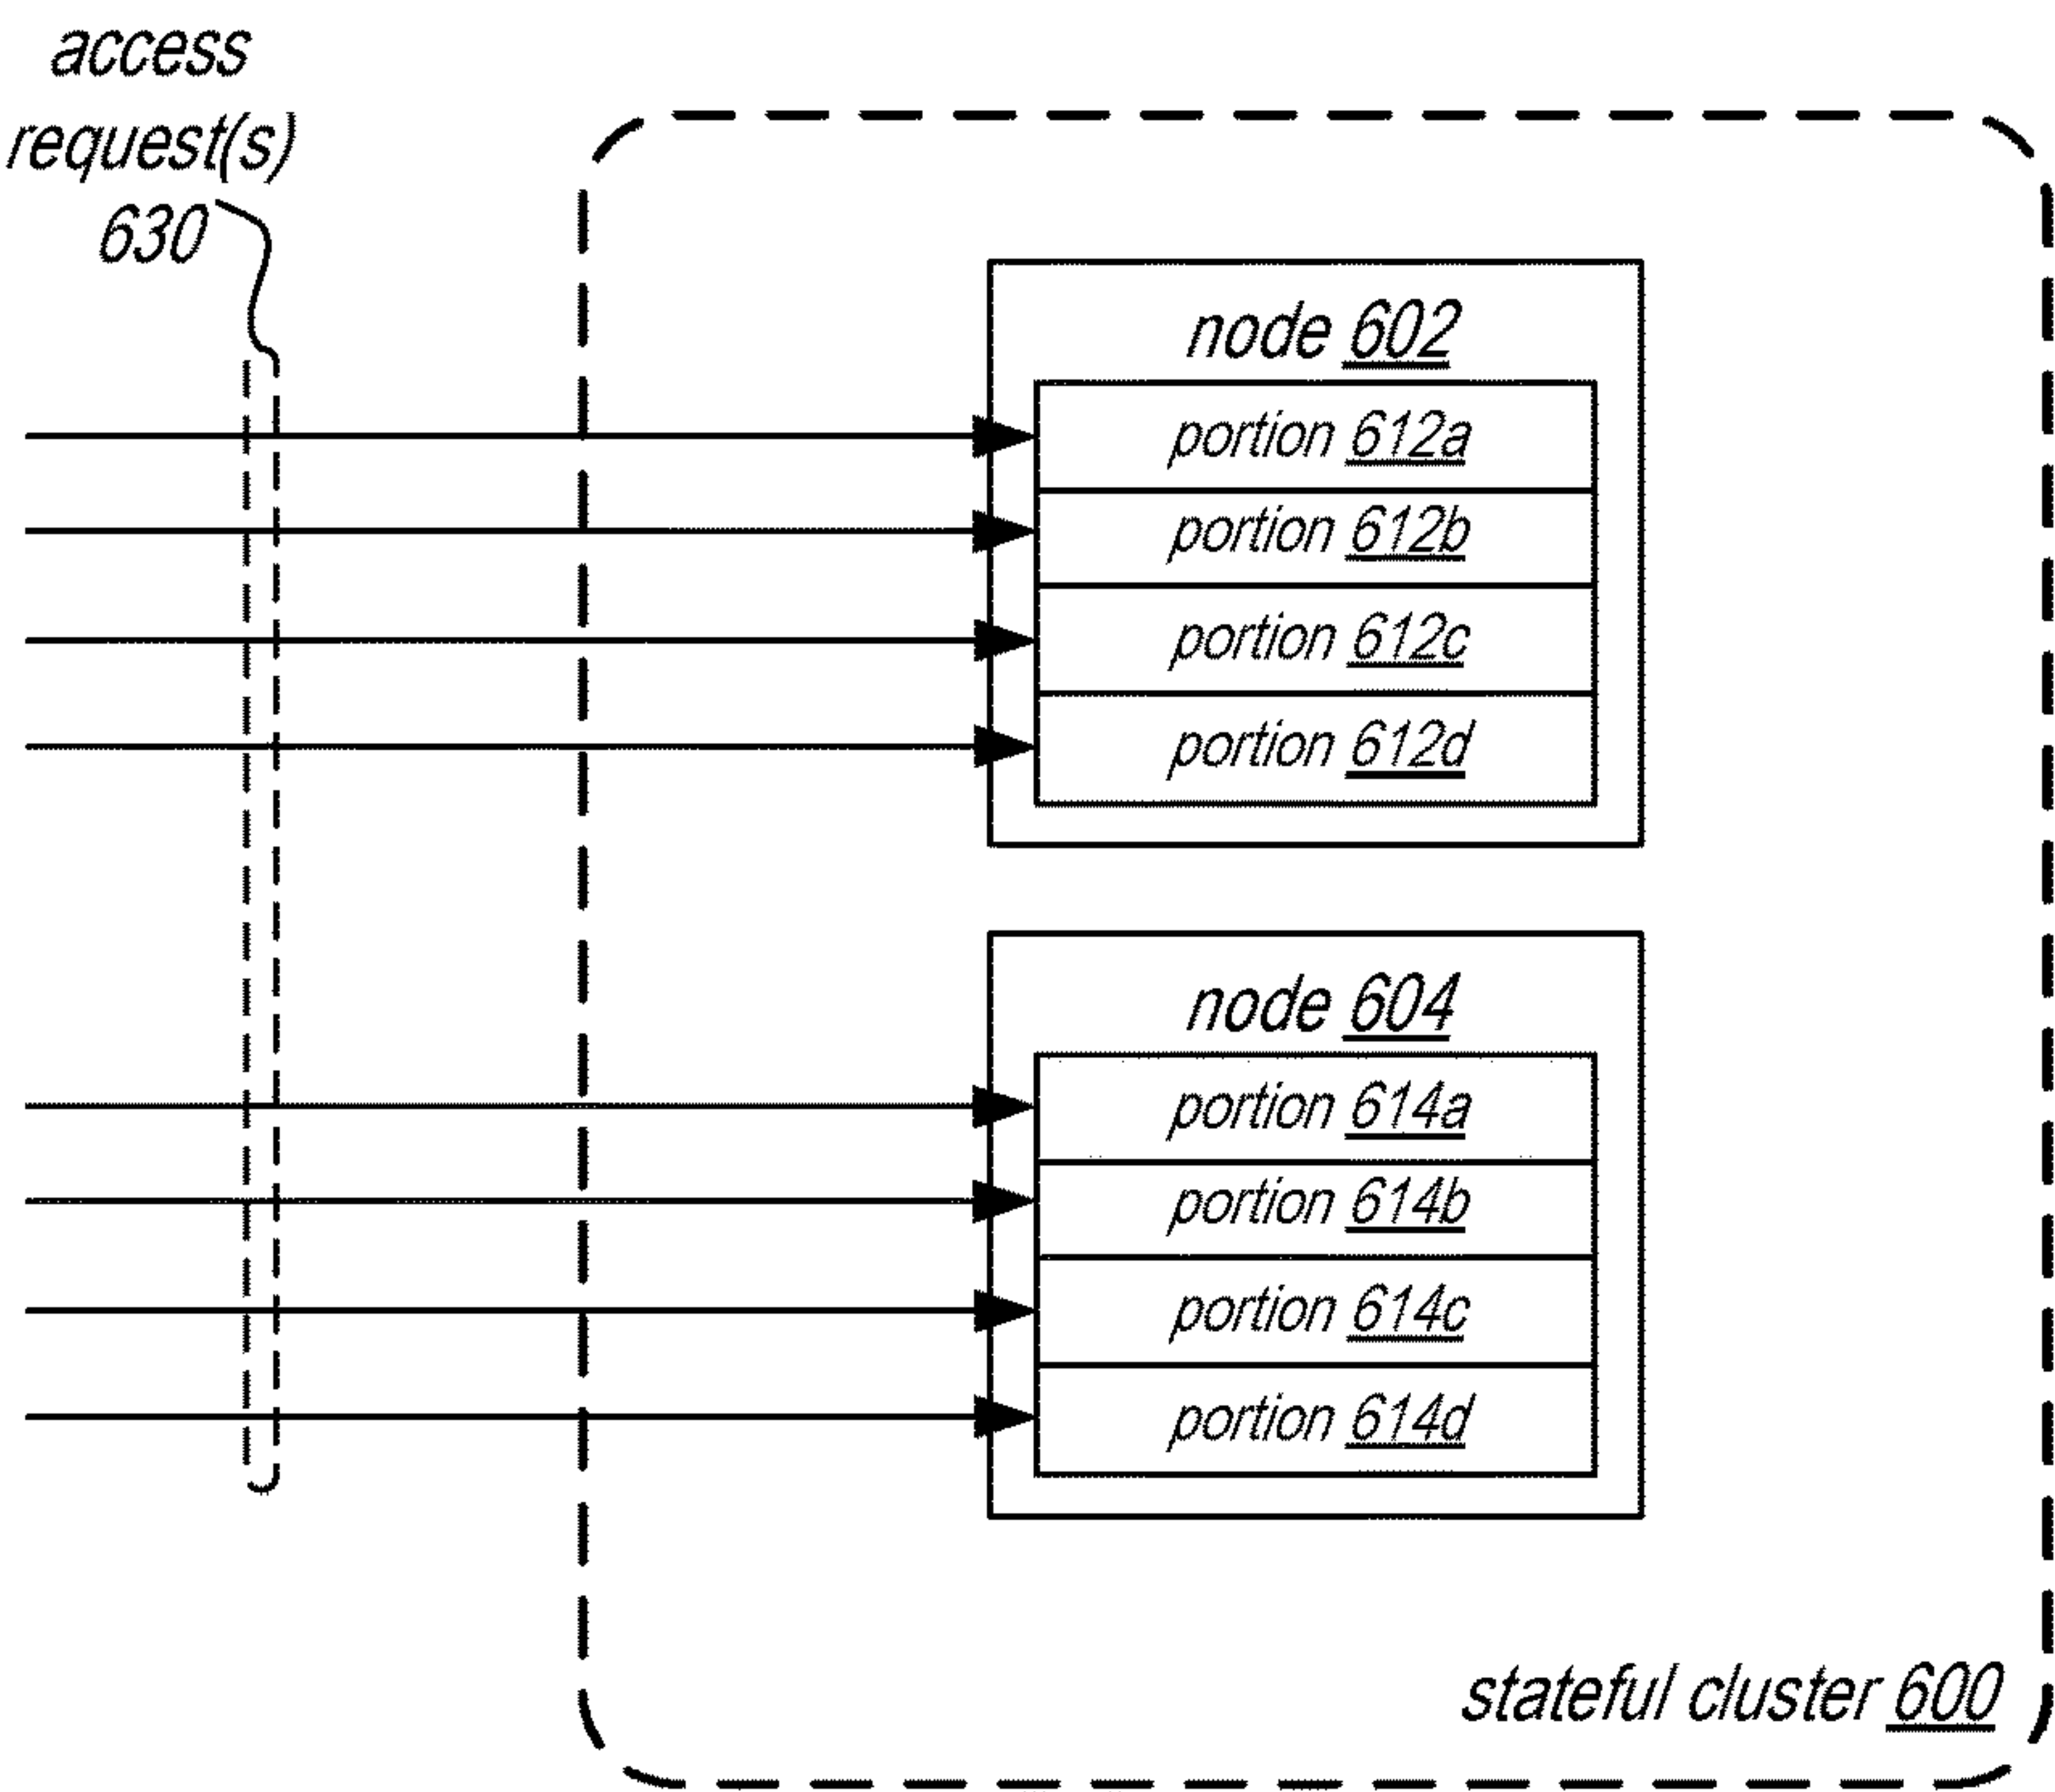 access
request(s)
630
node 602
portion 612a
portion 612b
portion 612c
portion 612d
node 604
portion 614a
portion 614b
portion 614c
portion 614d
stateful cluster 600